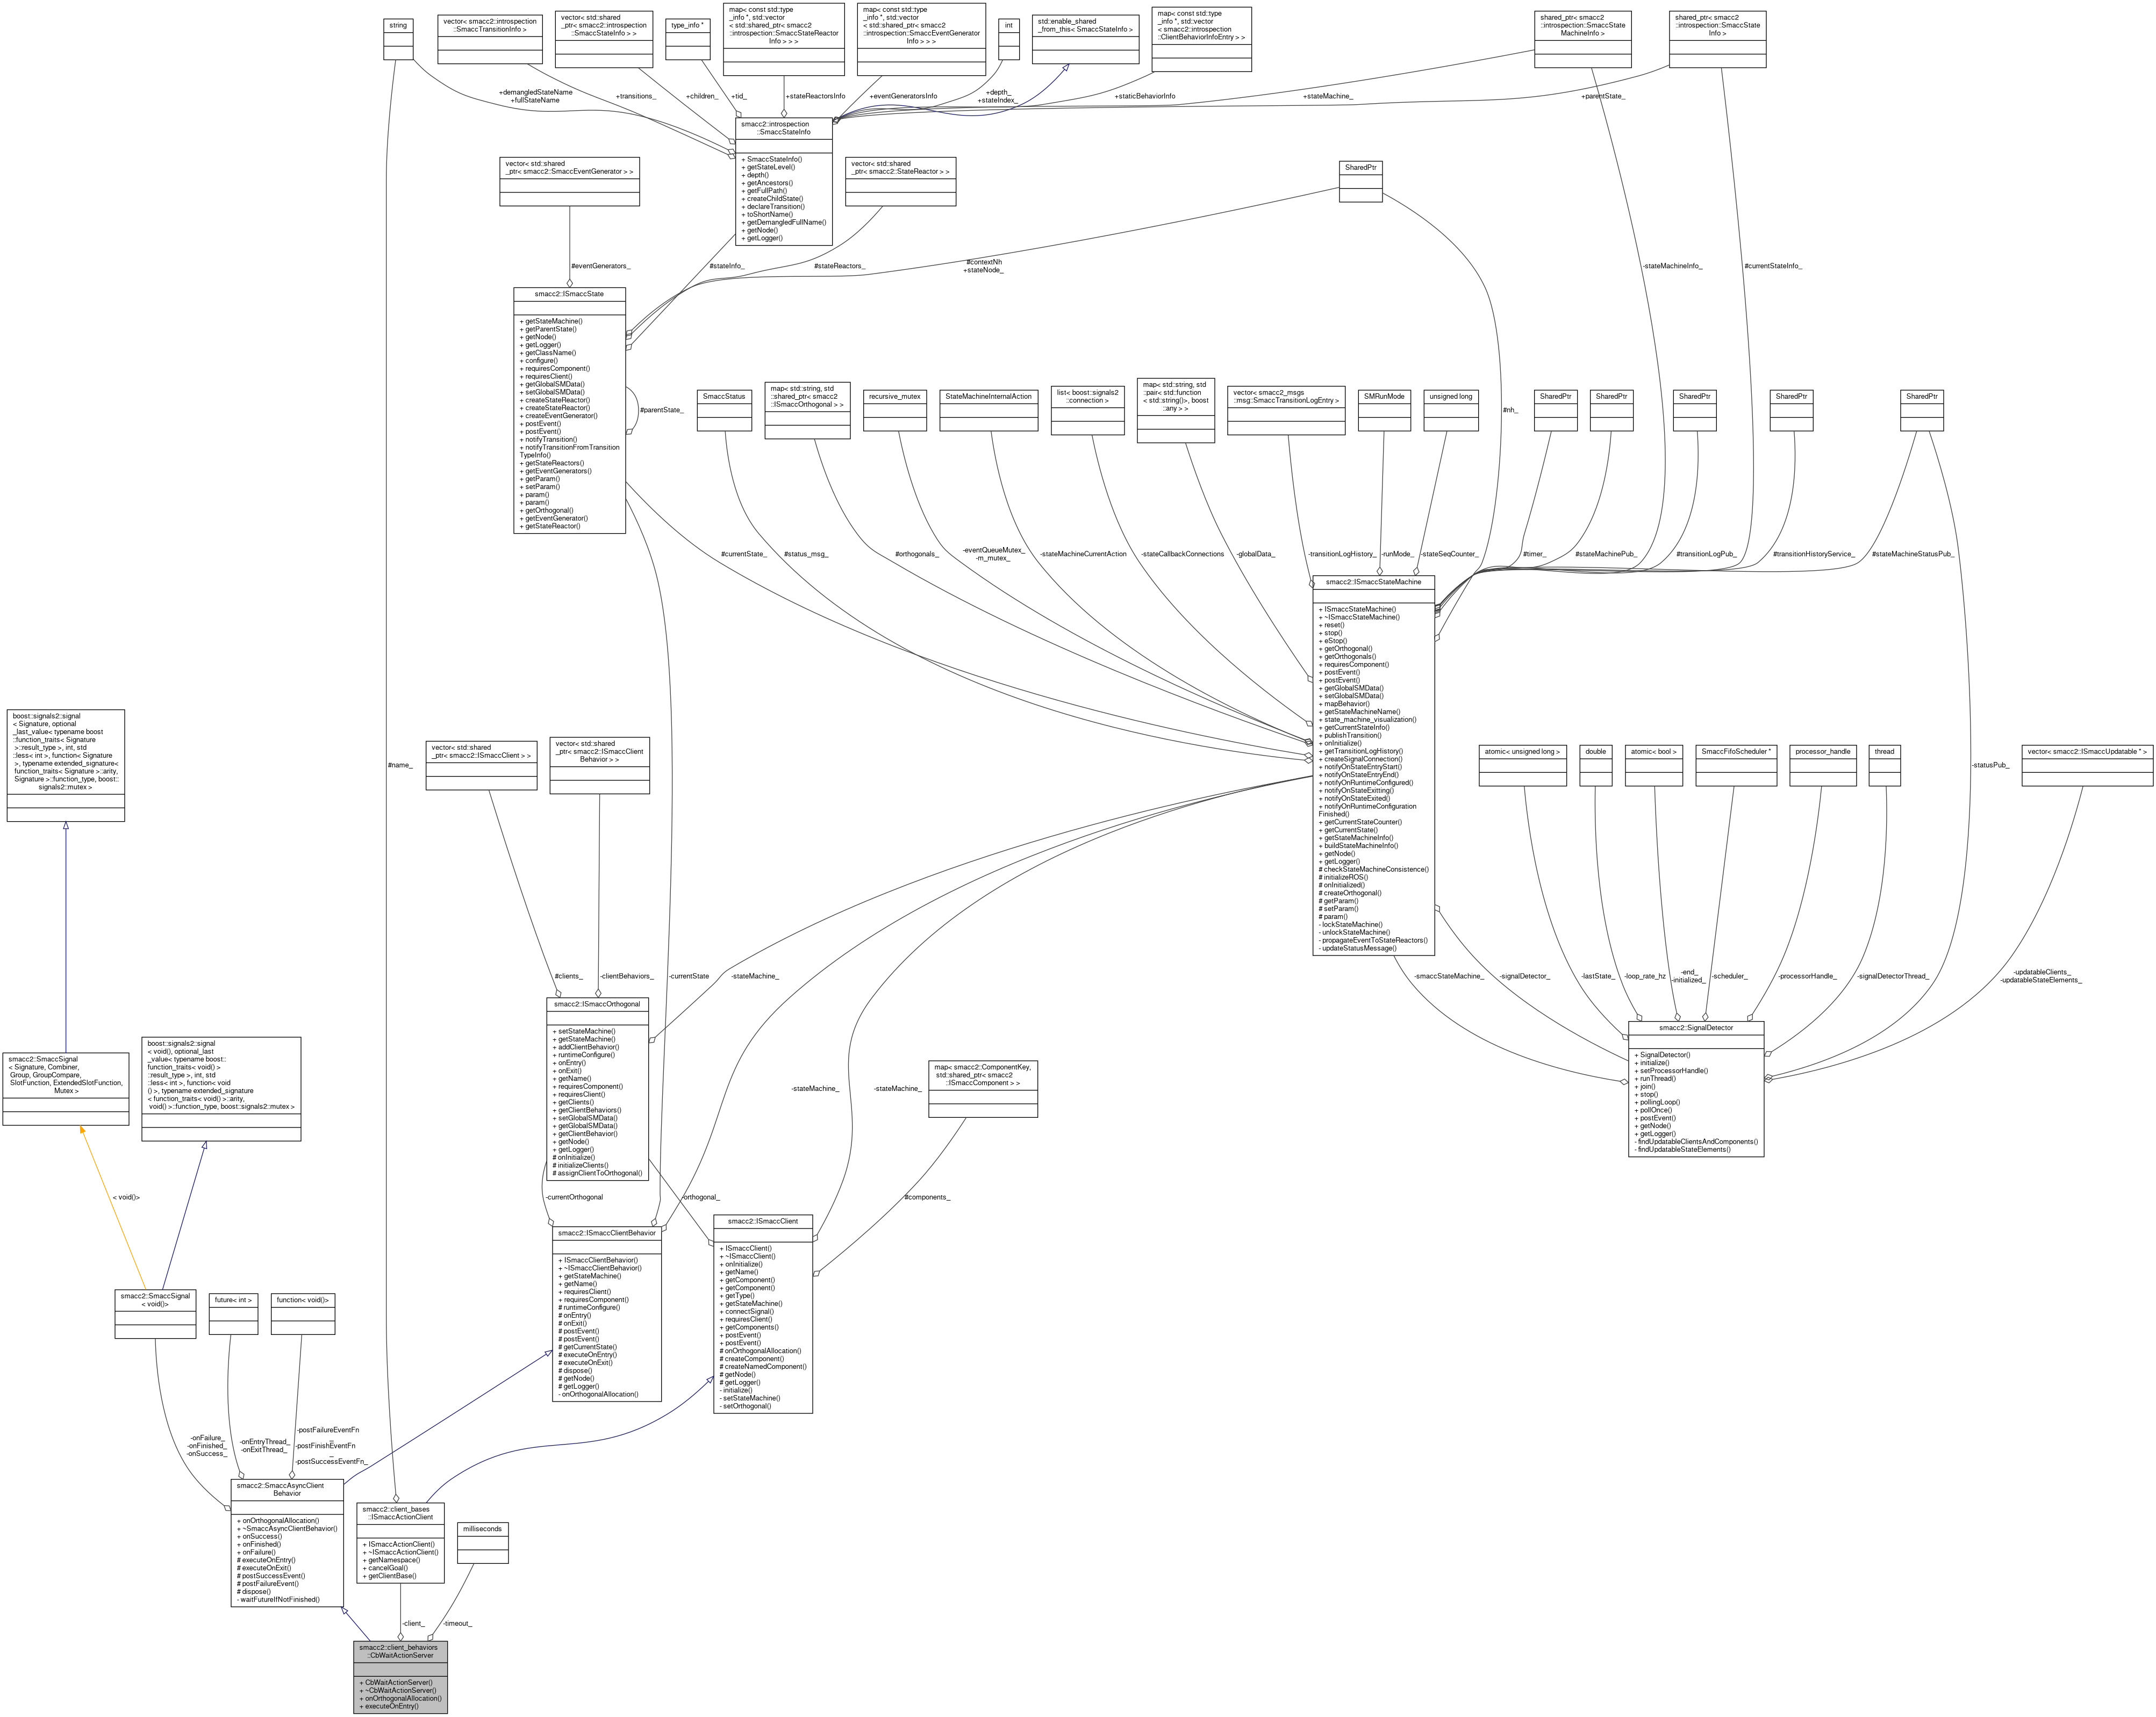 string
vector< smacc2::introspection
::SmaccTransitionInfo >
vector< std::shared
_ptr< smacc2::introspection
::SmaccStateInfo > >
type_info *
map< const std::type
_info *, std::vector
< std::shared_ptr< smacc2
::introspection::SmaccStateReactor
Info > > >
map< const std::type
_info *, std::vector
< std::shared_ptr< smacc2
::introspection::SmaccEventGenerator
Info > > >
int
std::enable_shared
_from_this< SmaccStateInfo >
map< const std::type
_info *, std::vector
< smacc2::introspection
::ClientBehaviorInfoEntry > >
shared_ptr< smacc2
::introspection::SmaccState
MachineInfo >
shared_ptr< smacc2
::introspection::SmaccState
Info >
+demangledStateName
+fullStateName
+transitions_
+children_
+tid_
+stateReactorsInfo
+eventGeneratorsInfo
+depth_
+stateIndex_
+staticBehaviorInfo
+stateMachine_
+parentState_
smacc2::introspection
::SmaccStateInfo
+ SmaccStateInfo()
+ getStateLevel()
+ depth()
+ getAncestors()
+ getFullPath()
+ createChildState()
+ declareTransition()
+ toShortName()
+ getDemangledFullName()
+ getNode()
+ getLogger()
vector< std::shared
_ptr< smacc2::SmaccEventGenerator > >
vector< std::shared
_ptr< smacc2::StateReactor > >
SharedPtr
#eventGenerators_
#stateInfo_
#stateReactors_
#contextNh
+stateNode_
-stateMachineInfo_
#currentStateInfo_
smacc2::ISmaccState
+ getStateMachine()
+ getParentState()
+ getNode()
+ getLogger()
+ getClassName()
+ configure()
+ requiresComponent()
+ requiresClient()
+ getGlobalSMData()
+ setGlobalSMData()
+ createStateReactor()
+ createStateReactor()
+ createEventGenerator()
+ postEvent()
+ postEvent()
+ notifyTransition()
+ notifyTransitionFromTransition
TypeInfo()
+ getStateReactors()
+ getEventGenerators()
+ getParam()
+ setParam()
+ param()
+ param()
+ getOrthogonal()
+ getEventGenerator()
+ getStateReactor()
#parentState_
SmaccStatus
map< std::string, std
::shared_ptr< smacc2
::ISmaccOrthogonal > >
recursive_mutex
StateMachineInternalAction
list< boost::signals2
::connection >
map< std::string, std
::pair< std::function
< std::string()>, boost
::any > >
vector< smacc2_msgs
::msg::SmaccTransitionLogEntry >
SMRunMode
unsigned long
#nh_
SharedPtr
SharedPtr
SharedPtr
SharedPtr
SharedPtr
#currentState_
#status_msg_
#orthogonals_
-eventQueueMutex_
-m_mutex_
-stateMachineCurrentAction
-stateCallbackConnections
-globalData_
-transitionLogHistory_
-runMode_
-stateSeqCounter_
#timer_
#stateMachinePub_
#transitionLogPub_
#transitionHistoryService_
#stateMachineStatusPub_
smacc2::ISmaccStateMachine
+ ISmaccStateMachine()
+ ~ISmaccStateMachine()
+ reset()
+ stop()
+ eStop()
+ getOrthogonal()
+ getOrthogonals()
+ requiresComponent()
+ postEvent()
+ postEvent()
+ getGlobalSMData()
+ setGlobalSMData()
+ mapBehavior()
+ getStateMachineName()
+ state_machine_visualization()
+ getCurrentStateInfo()
+ publishTransition()
+ onInitialize()
+ getTransitionLogHistory()
+ createSignalConnection()
+ notifyOnStateEntryStart()
+ notifyOnStateEntryEnd()
+ notifyOnRuntimeConfigured()
+ notifyOnStateExitting()
+ notifyOnStateExited()
+ notifyOnRuntimeConfiguration
Finished()
+ getCurrentStateCounter()
+ getCurrentState()
+ getStateMachineInfo()
+ buildStateMachineInfo()
+ getNode()
+ getLogger()
# checkStateMachineConsistence()
# initializeROS()
# onInitialized()
# createOrthogonal()
# getParam()
# setParam()
# param()
- lockStateMachine()
- unlockStateMachine()
- propagateEventToStateReactors()
- updateStatusMessage()
boost::signals2::signal
< Signature, optional
_last_value< typename boost
::function_traits< Signature
>::result_type >, int, std
::less< int >, function< Signature
>, typename extended_signature<
function_traits< Signature >::arity,
Signature >::function_type, boost::
signals2::mutex >
#name_
vector< std::shared
_ptr< smacc2::ISmaccClient > >
vector< std::shared
_ptr< smacc2::ISmaccClient
Behavior > >
atomic< unsigned long >
double
atomic< bool >
SmaccFifoScheduler *
processor_handle
thread
-statusPub_
vector< smacc2::ISmaccUpdatable * >
#clients_
-clientBehaviors_
-currentState
-stateMachine_
-smaccStateMachine_
-signalDetector_
-lastState_
-loop_rate_hz
-end_
-initialized_
-scheduler_
-processorHandle_
-signalDetectorThread_
-updatableClients_
-updatableStateElements_
smacc2::ISmaccOrthogonal
+ setStateMachine()
+ getStateMachine()
+ addClientBehavior()
+ runtimeConfigure()
+ onEntry()
+ onExit()
+ getName()
+ requiresComponent()
+ requiresClient()
+ getClients()
+ getClientBehaviors()
+ setGlobalSMData()
+ getGlobalSMData()
+ getClientBehavior()
+ getNode()
+ getLogger()
# onInitialize()
# initializeClients()
# assignClientToOrthogonal()
smacc2::SignalDetector
+ SignalDetector()
+ initialize()
+ setProcessorHandle()
+ runThread()
+ join()
+ stop()
+ pollingLoop()
+ pollOnce()
+ postEvent()
+ getNode()
+ getLogger()
- findUpdatableClientsAndComponents()
- findUpdatableStateElements()
smacc2::SmaccSignal
< Signature, Combiner,
Group, GroupCompare,
SlotFunction, ExtendedSlotFunction,
Mutex >
boost::signals2::signal
< void(), optional_last
_value< typename boost::
function_traits< void() >
::result_type >, int, std
::less< int >, function< void
() >, typename extended_signature
< function_traits< void() >::arity,
void() >::function_type, boost::signals2::mutex >
-stateMachine_
-stateMachine_
map< smacc2::ComponentKey,
std::shared_ptr< smacc2
::ISmaccComponent > >
< void()>
-currentOrthogonal
-orthogonal_
#components_
smacc2::ISmaccClientBehavior
+ ISmaccClientBehavior()
+ ~ISmaccClientBehavior()
+ getStateMachine()
+ getName()
+ requiresClient()
+ requiresComponent()
# runtimeConfigure()
# onEntry()
# onExit()
# postEvent()
# postEvent()
# getCurrentState()
# executeOnEntry()
# executeOnExit()
# dispose()
# getNode()
# getLogger()
- onOrthogonalAllocation()
smacc2::ISmaccClient
+ ISmaccClient()
+ ~ISmaccClient()
+ onInitialize()
+ getName()
+ getComponent()
+ getComponent()
+ getType()
+ getStateMachine()
+ connectSignal()
+ requiresClient()
+ getComponents()
+ postEvent()
+ postEvent()
# onOrthogonalAllocation()
# createComponent()
# createNamedComponent()
# getNode()
# getLogger()
- initialize()
- setStateMachine()
- setOrthogonal()
smacc2::SmaccSignal
< void()>
future< int >
function< void()>
-onFailure_
-onFinished_
-onSuccess_
-onEntryThread_
-onExitThread_
-postFailureEventFn
_
-postFinishEventFn
_
-postSuccessEventFn_
smacc2::SmaccAsyncClient
Behavior
+ onOrthogonalAllocation()
+ ~SmaccAsyncClientBehavior()
+ onSuccess()
+ onFinished()
+ onFailure()
# executeOnEntry()
# executeOnExit()
# postSuccessEvent()
# postFailureEvent()
# dispose()
- waitFutureIfNotFinished()
smacc2::client_bases
::ISmaccActionClient
+ ISmaccActionClient()
+ ~ISmaccActionClient()
+ getNamespace()
+ cancelGoal()
+ getClientBase()
milliseconds
-client_
-timeout_
smacc2::client_behaviors
::CbWaitActionServer
+ CbWaitActionServer()
+ ~CbWaitActionServer()
+ onOrthogonalAllocation()
+ executeOnEntry()